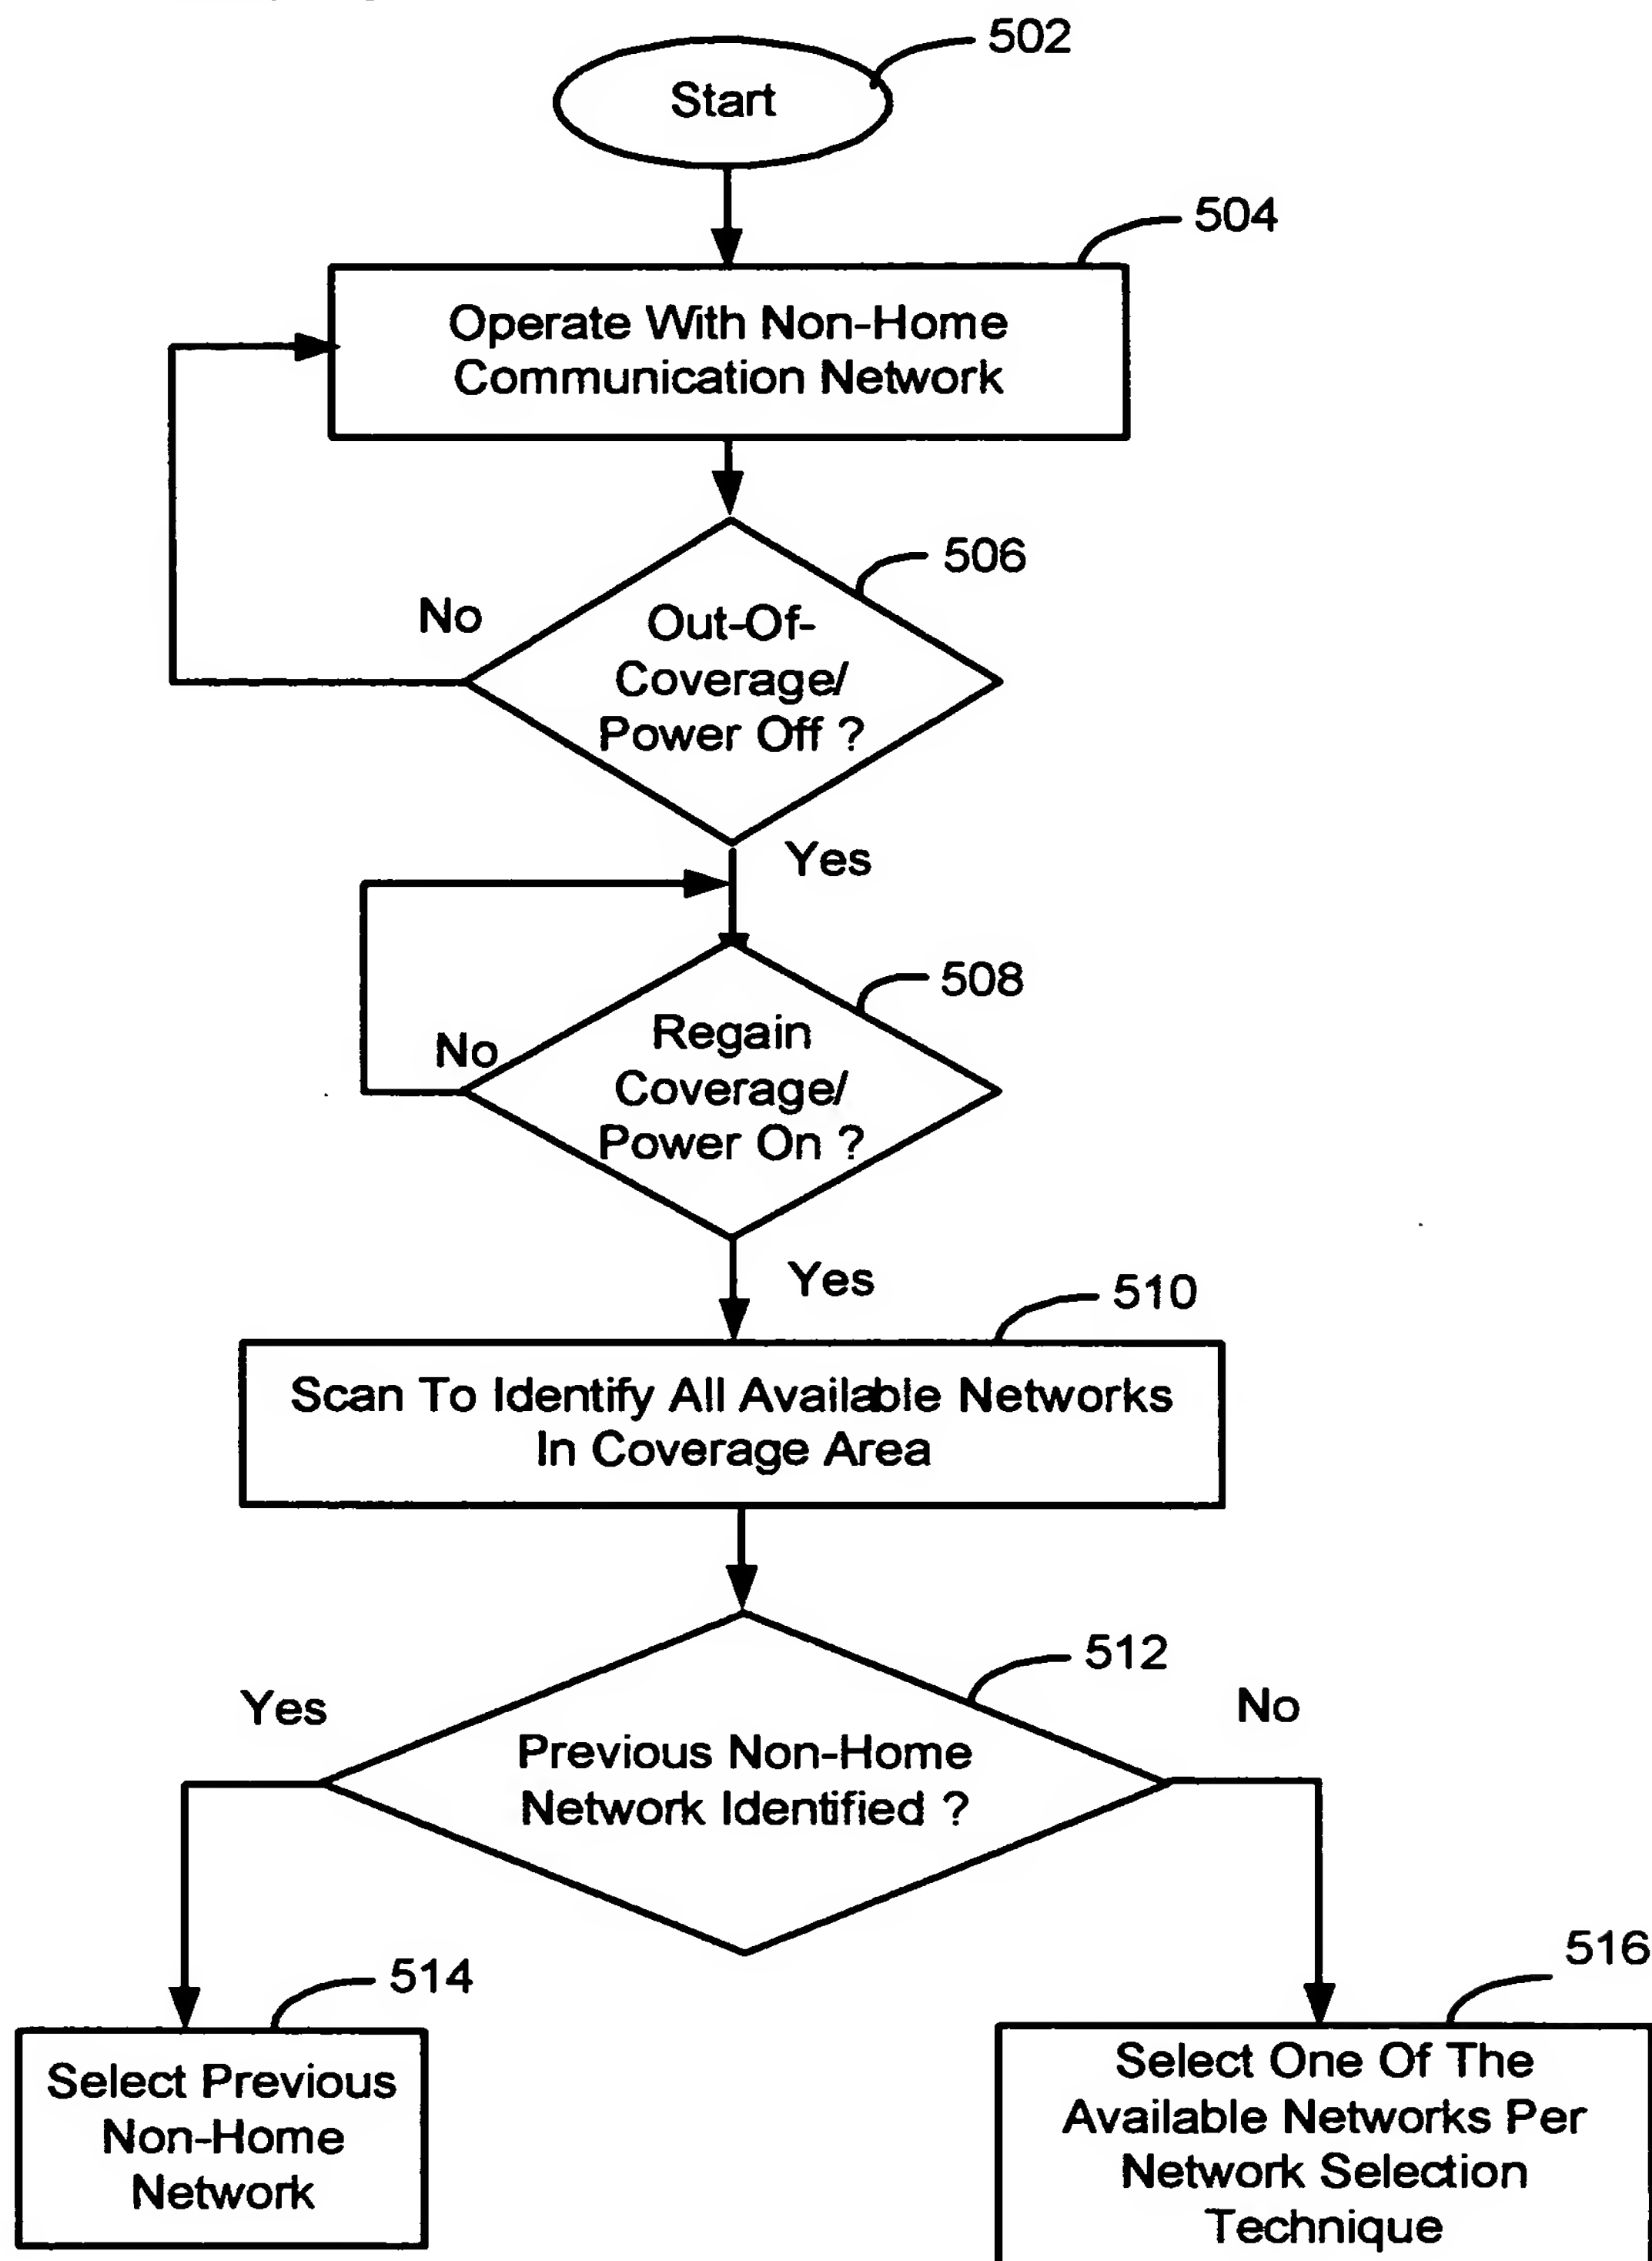 502
Start
504
Operate With Non-Home
Communication Network
506
No
Out-Of-
Coverage/
Power Off ?
Yes
508
No
Regain
Coverage/
Power On ?
Yes
510
Scan To Identify All Available Networks
In Coverage Area
512
Yes
No
Previous Non-Home
Network Identified ?
514
516
Select Previous
Non-Home
Network
Select One Of The
Available Networks Per
Network Selection
Technique